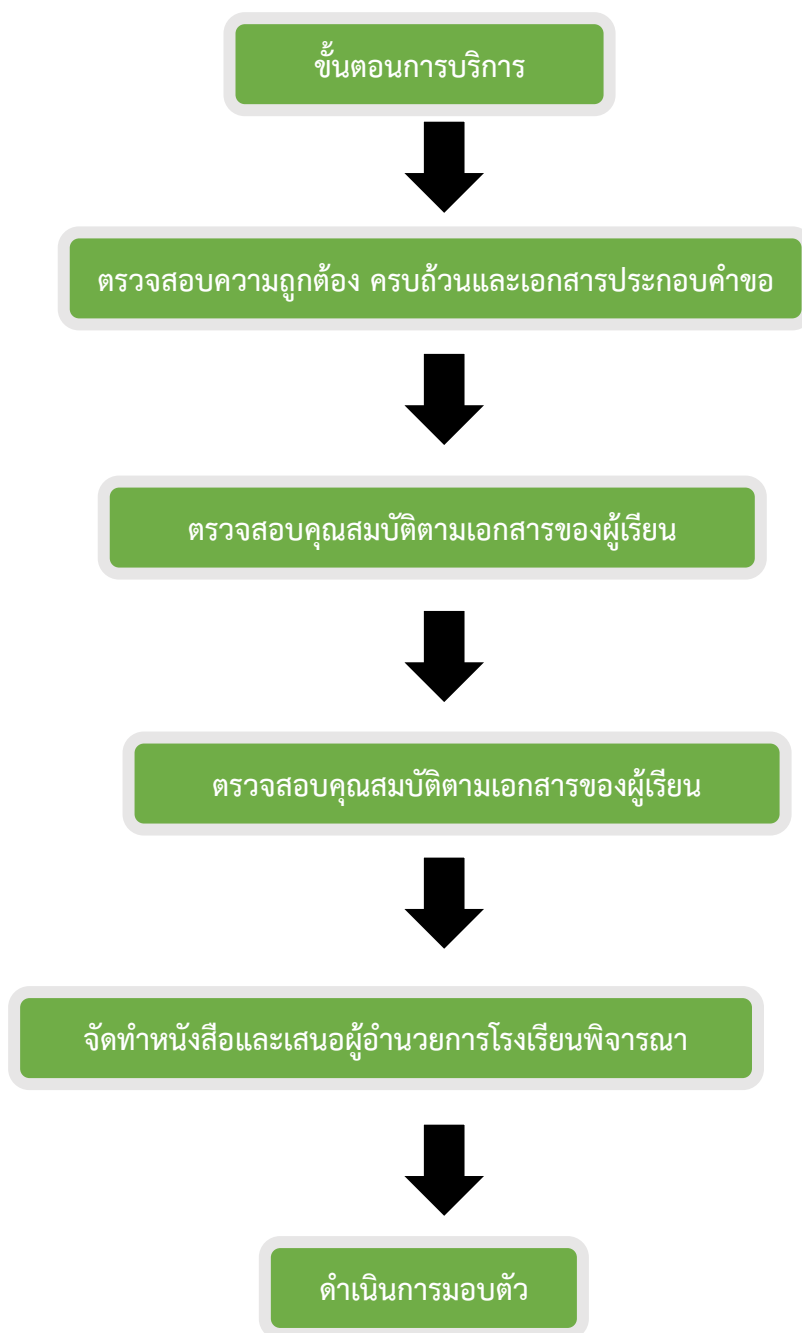 ขั้นตอนการบริการ
ตรวจสอบความถูกต้อง ครบถ้วนและเอกสารประกอบคำขอ
ตรวจสอบคุณสมบัติตามเอกสารของผู้เรียน
ตรวจสอบคุณสมบัติตามเอกสารของผู้เรียน
จัดทำหนังสือและเสนอผู้อำนวยการโรงเรียนพิจารณา
ดำเนินการมอบตัว